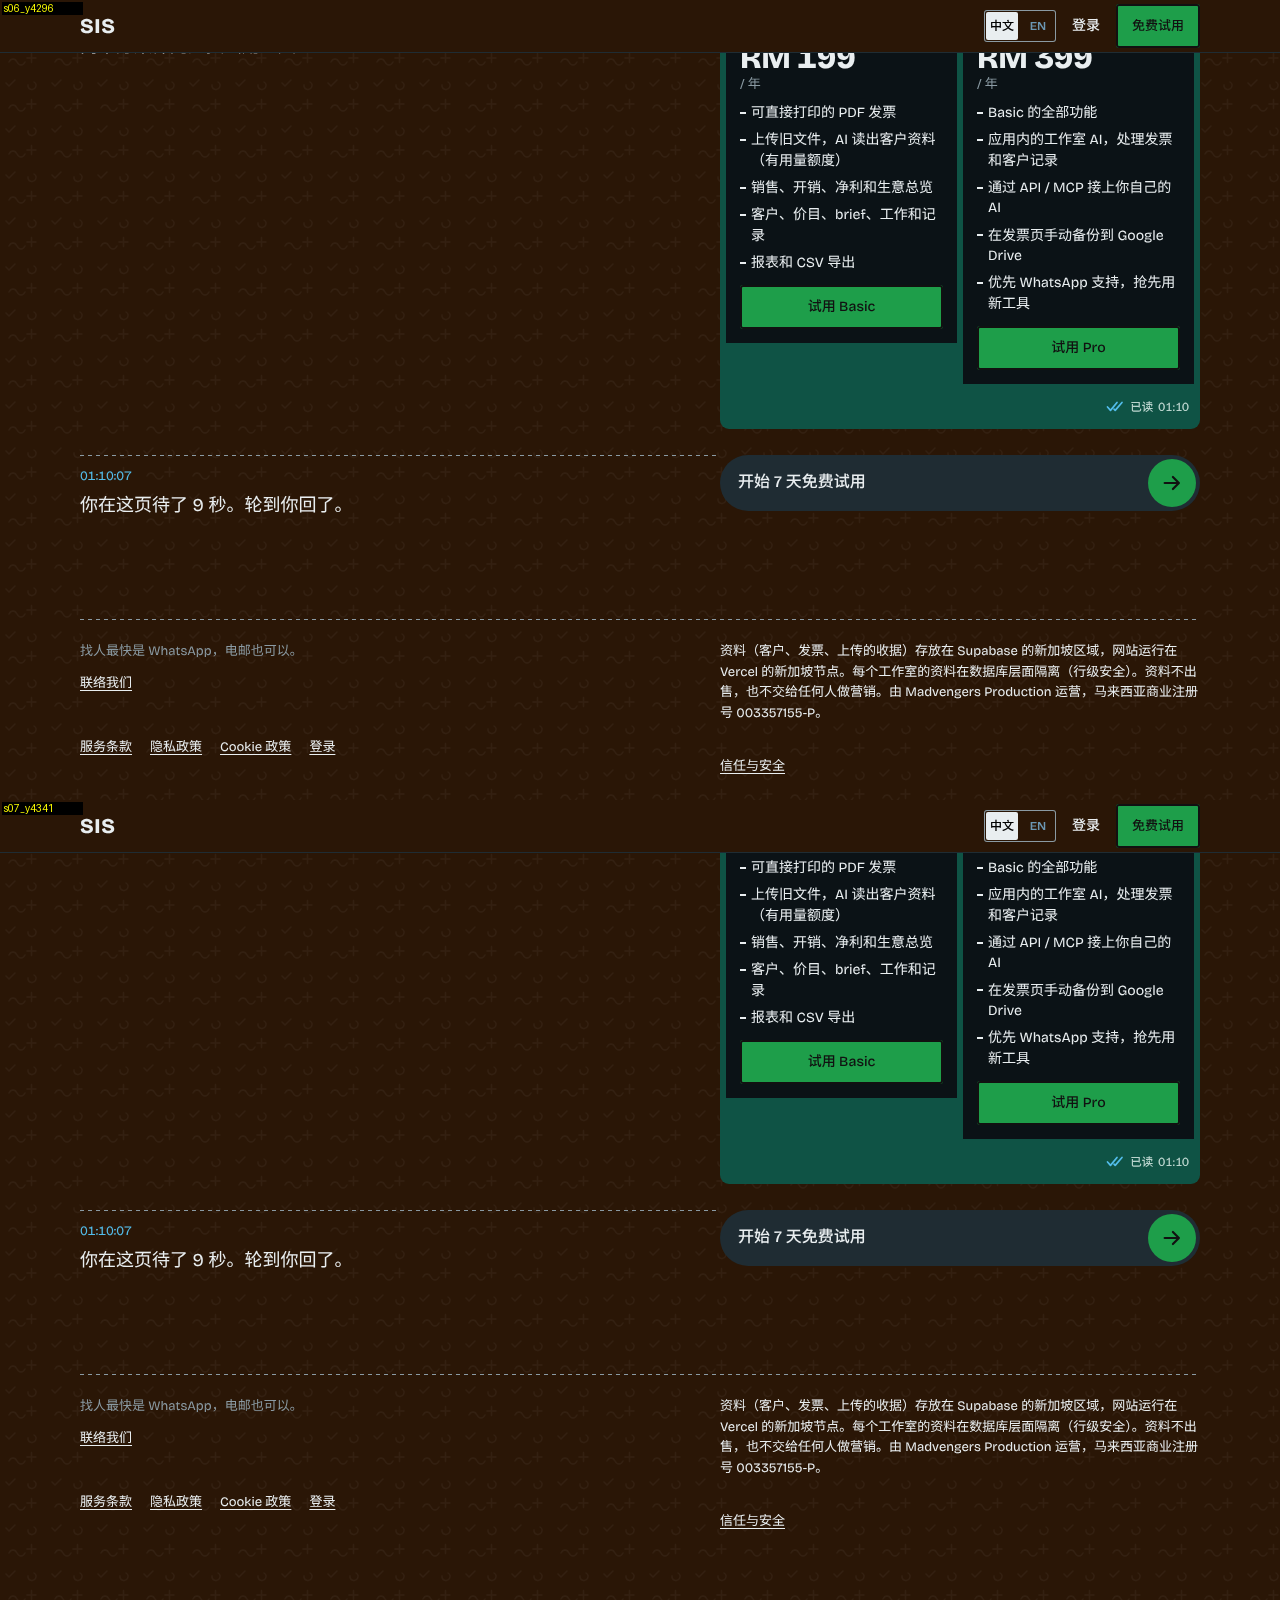 s06_y4296
SIS
中文 EN 登录 免费试用
RM 199
/ 年
– 可直接打印的 PDF 发票
– 上传旧文件，AI 读出客户资料
（有用量额度）
– 销售、开销、净利和生意总览
– 客户、价目、brief、工作和记
录
– 报表和 CSV 导出
试用 Basic
RM 399
/ 年
– Basic 的全部功能
– 应用内的工作室 AI，处理发票
和客户记录
– 通过 API / MCP 接上你自己的
AI
– 在发票页手动备份到 Google
Drive
– 优先 WhatsApp 支持，抢先用
新工具
试用 Pro
已读 01:10
01:10:07
你在这页待了 9 秒。轮到你回了。
开始 7 天免费试用
找人最快是 WhatsApp，电邮也可以。
联络我们
服务条款 隐私政策 Cookie 政策 登录
资料（客户、发票、上传的收据）存放在 Supabase 的新加坡区域，网站运行在
Vercel 的新加坡节点。每个工作室的资料在数据库层面隔离（行级安全）。资料不出
售，也不交给任何人做营销。由 Madvengers Production 运营，马来西亚商业注册
号 003357155-P。
信任与安全
s07_y4341
SIS
中文 EN 登录 免费试用
– 可直接打印的 PDF 发票
– 上传旧文件，AI 读出客户资料
（有用量额度）
– 销售、开销、净利和生意总览
– 客户、价目、brief、工作和记
录
– 报表和 CSV 导出
试用 Basic
– Basic 的全部功能
– 应用内的工作室 AI，处理发票
和客户记录
– 通过 API / MCP 接上你自己的
AI
– 在发票页手动备份到 Google
Drive
– 优先 WhatsApp 支持，抢先用
新工具
试用 Pro
已读 01:10
01:10:07
你在这页待了 9 秒。轮到你回了。
开始 7 天免费试用
找人最快是 WhatsApp，电邮也可以。
联络我们
服务条款 隐私政策 Cookie 政策 登录
资料（客户、发票、上传的收据）存放在 Supabase 的新加坡区域，网站运行在
Vercel 的新加坡节点。每个工作室的资料在数据库层面隔离（行级安全）。资料不出
售，也不交给任何人做营销。由 Madvengers Production 运营，马来西亚商业注册
号 003357155-P。
信任与安全